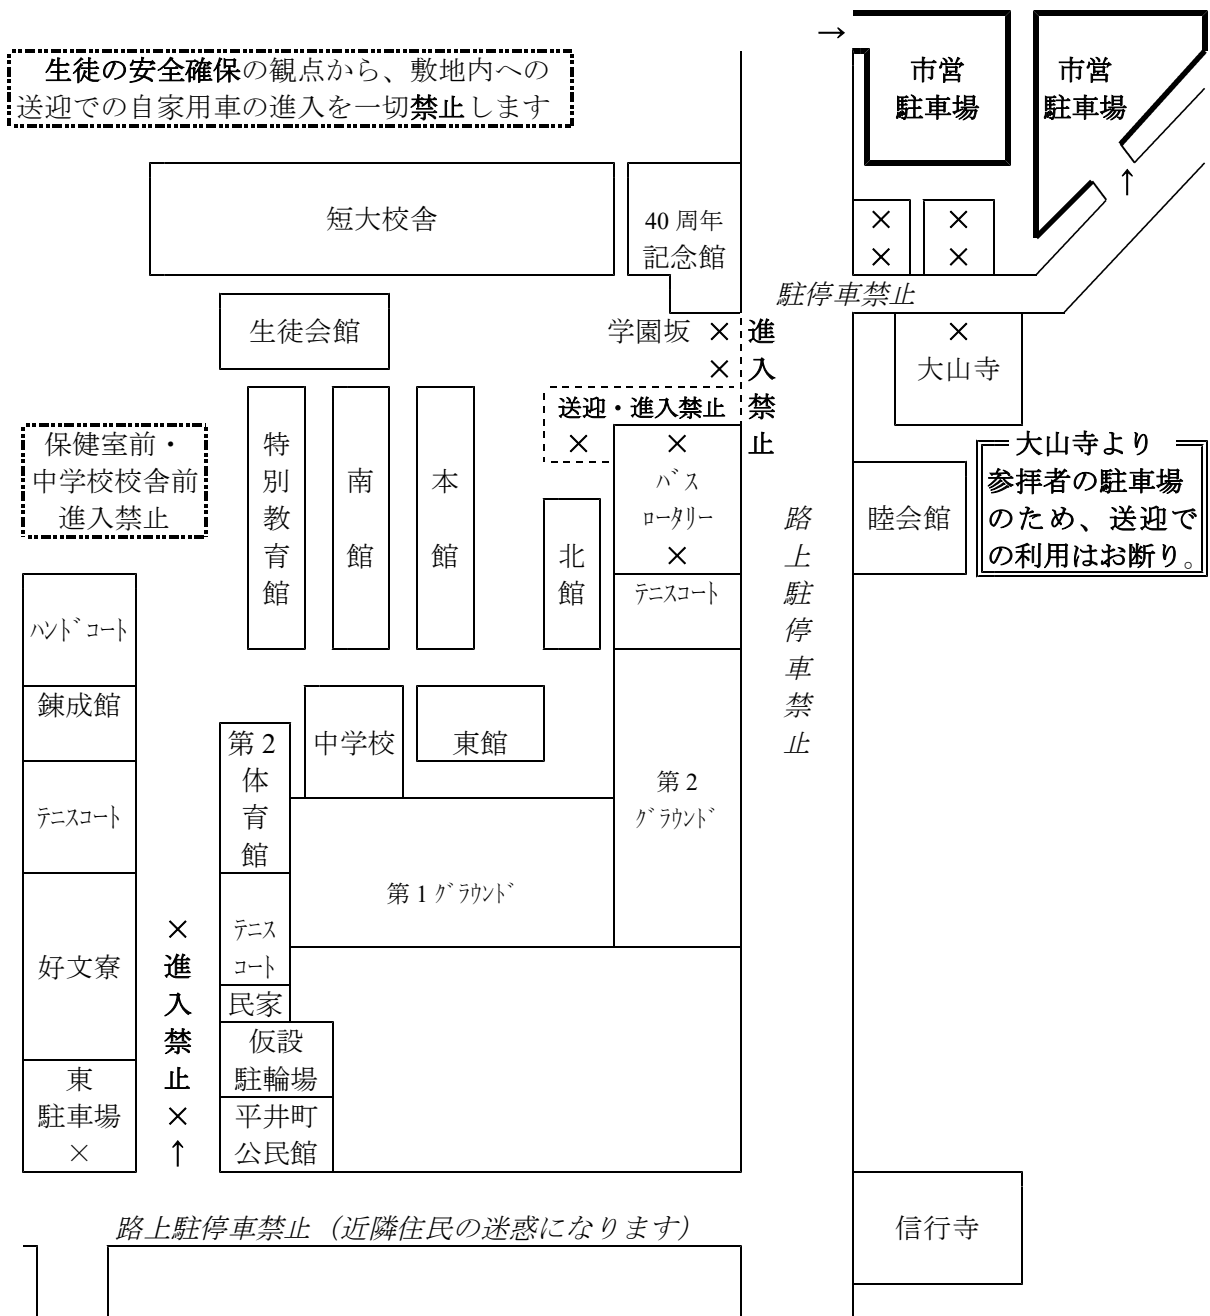 →
生徒の安全確保の観点から、敷地内への
送迎での自家用車の進入を一切禁止します
市営
駐車場
市営
駐車場
↑
短大校舎
40 周年
記念館
×
×
×
×
駐停車禁止
生徒会館
学園坂 ×
×
進入禁止
×
大山寺
送迎・進入禁止
×
×
バス
ロータリー
×
保健室前・
中学校校舎前
進入禁止
特別教育館
南館
本館
北館
テニスコート
路上駐停車禁止
睦会館
大山寺より
参拝者の駐車場
のため、送迎で
の利用はお断り。
ハンドコート
錬成館
テニスコート
好文寮
東
駐車場
×
×
進入禁止
×
↑
第2体育館
中学校
東館
第2
グラウンド
第1グラウンド
テニス
コート
民家
仮設
駐輪場
平井町
公民館
信行寺
路上駐停車禁止（近隣住民の迷惑になります）